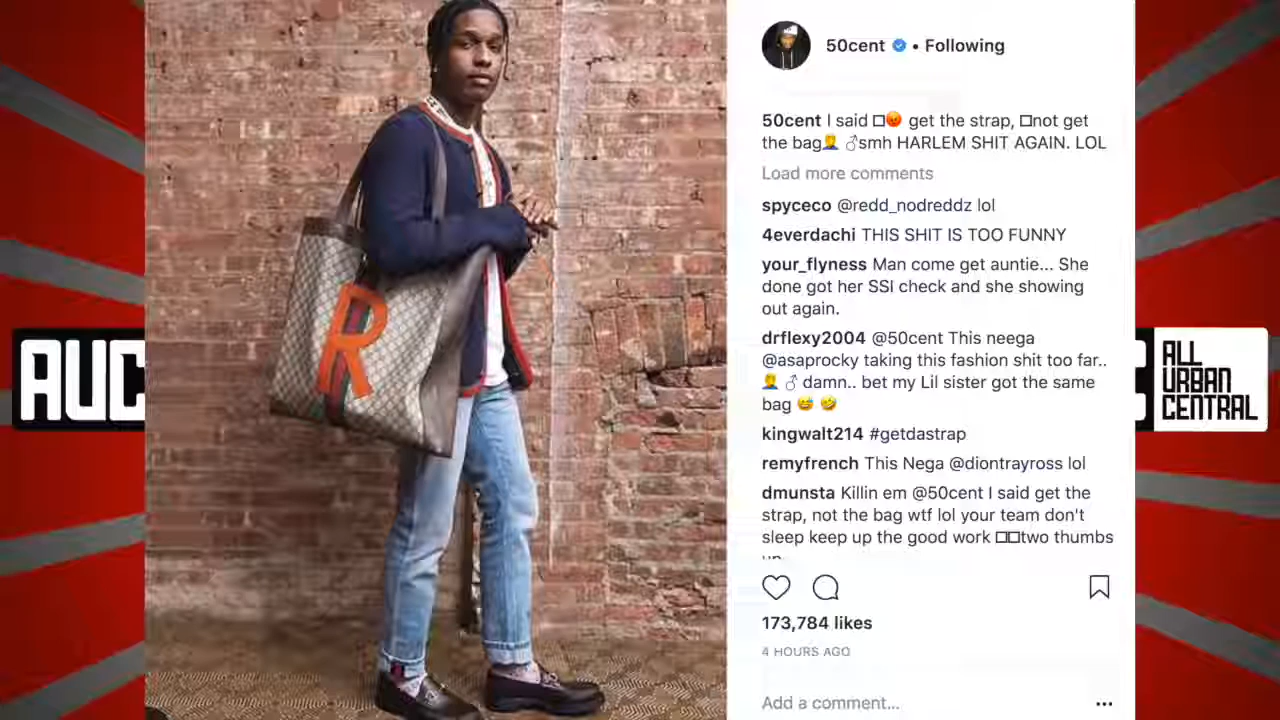 R
AUC
ALL
URBAN
CENTRAL
50cent • Following
50cent I said □😡 get the strap, □not get
the bag🤦 ♂smh HARLEM SHIT AGAIN. LOL
Load more comments
spyceco @redd_nodreddz lol
4everdachi THIS SHIT IS TOO FUNNY
your_flyness Man come get auntie... She
done got her SSI check and she showing
out again.
drflexy2004 @50cent This neega
@asaprocky taking this fashion shit too far..
🤦 ♂ damn.. bet my Lil sister got the same
bag 😅 🤣
kingwalt214 #getdastrap
remyfrench This Nega @diontrayross lol
dmunsta Killin em @50cent I said get the
strap, not the bag wtf lol your team don't
sleep keep up the good work □□two thumbs
173,784 likes
4 HOURS AGO
Add a comment...